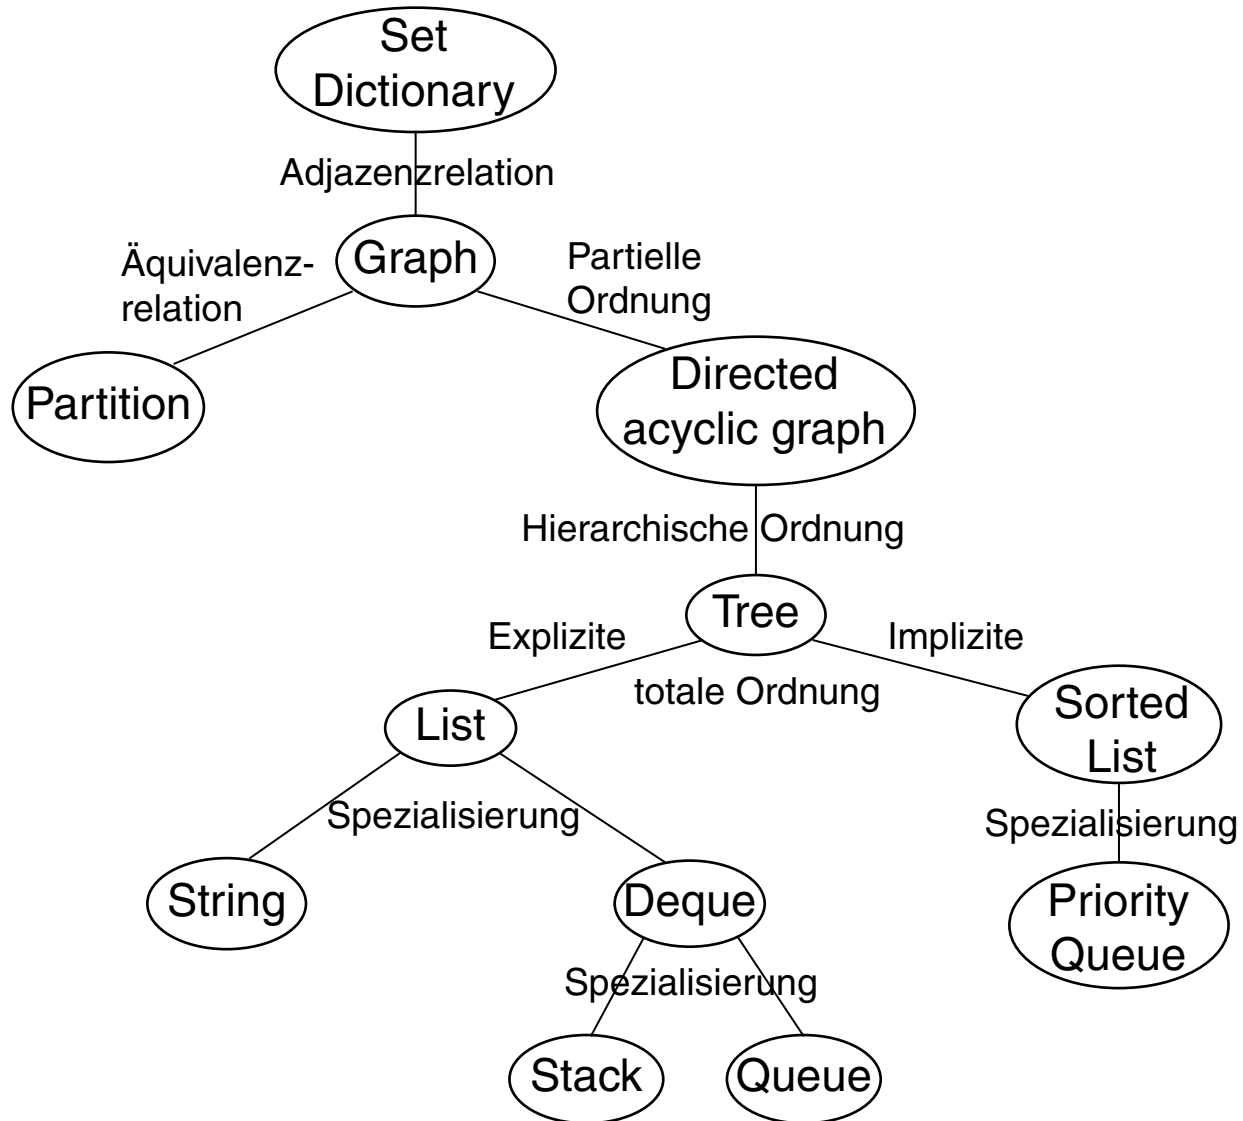 Set
Dictionary
Adjazenzrelation
Graph
Äquivalenz-
relation
Partielle
Ordnung
Partition
Directed
acyclic graph
Hierarchische Ordnung
Tree
Explizite
Implizite
totale Ordnung
List
Sorted
List
Spezialisierung
Spezialisierung
String
Deque
Priority
Queue
Spezialisierung
Stack
Queue